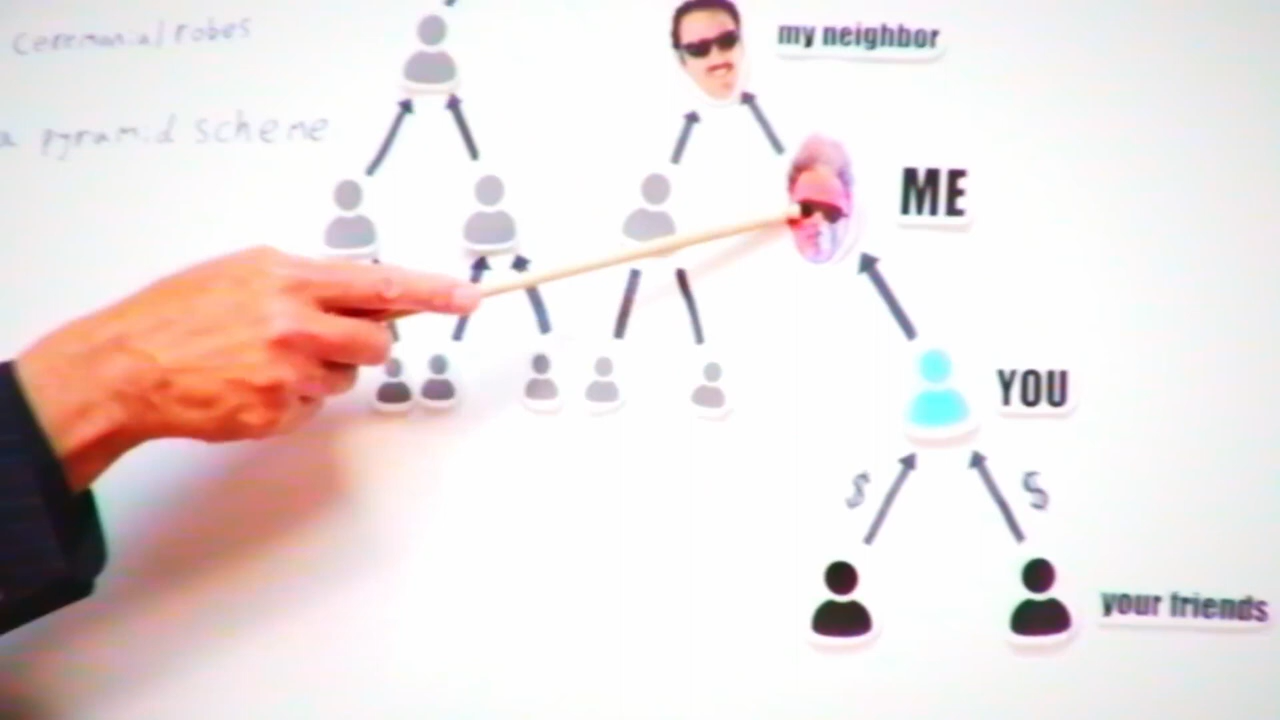 Ceremonial robes
my neighbor
a pyramid scheme
ME
YOU
$ $
your friends